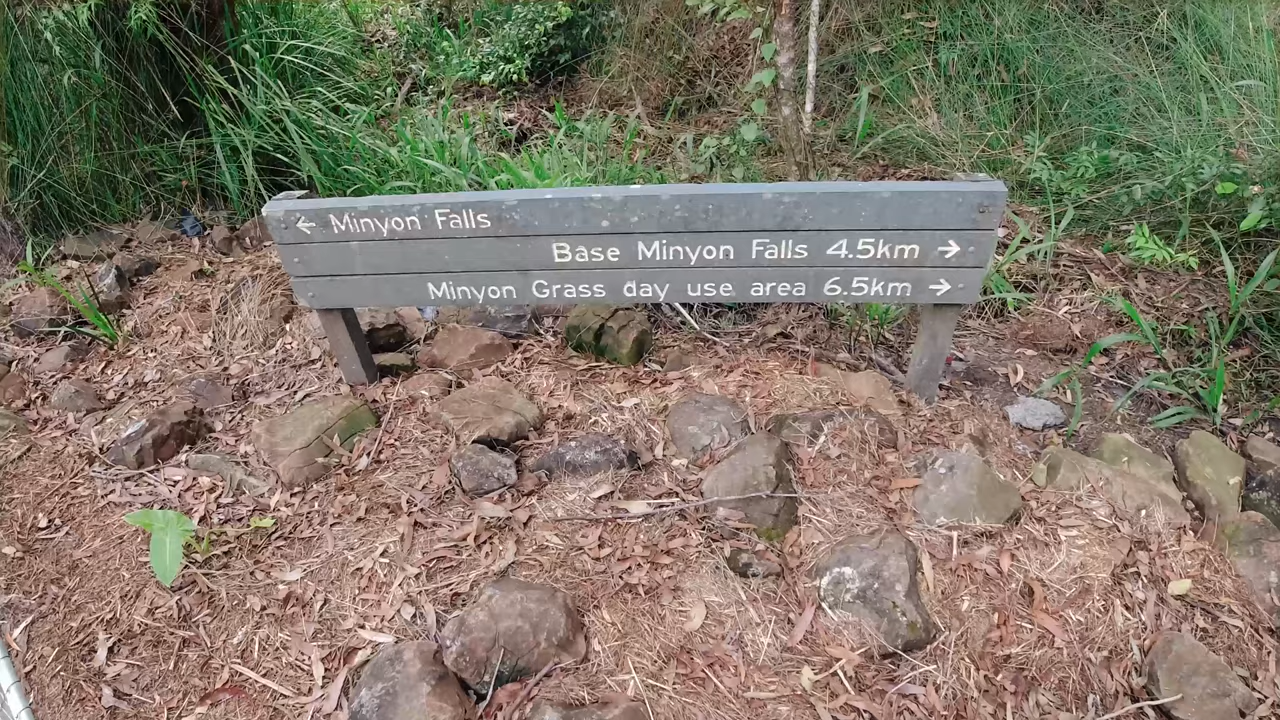 ← Minyon Falls
Base Minyon Falls 4.5km →
Minyon Grass day use area 6.5km →